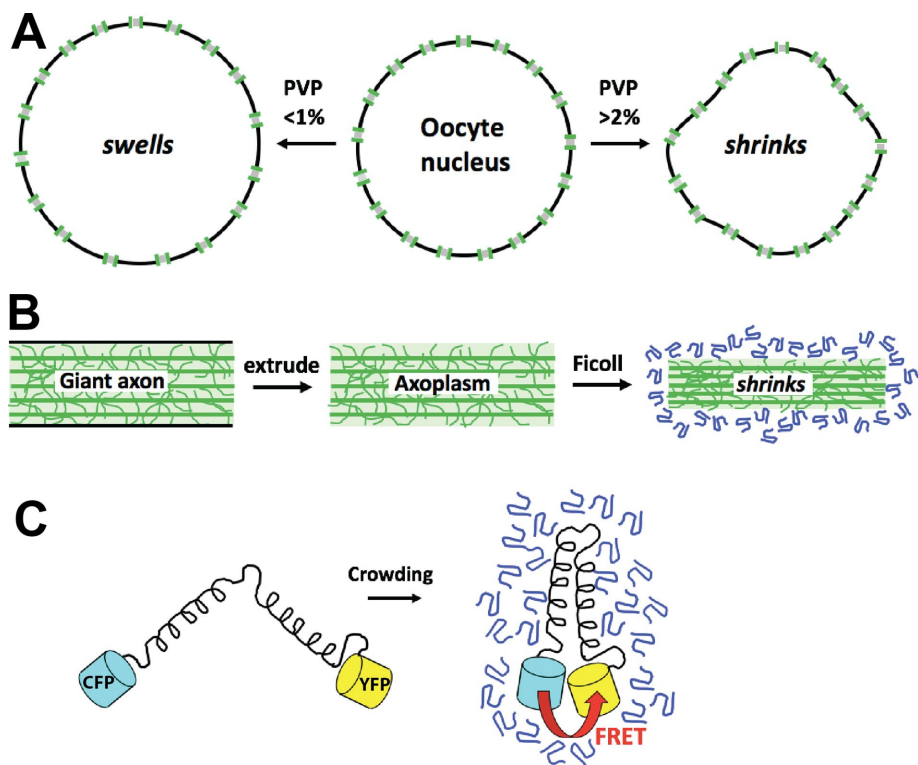 A
PVP
<1%
swells
Oocyte
nucleus
PVP
>2%
shrinks
B
Giant axon
extrude
Axoplasm
Ficoll
shrinks
C
Crowding
CFP
YFP
FRET